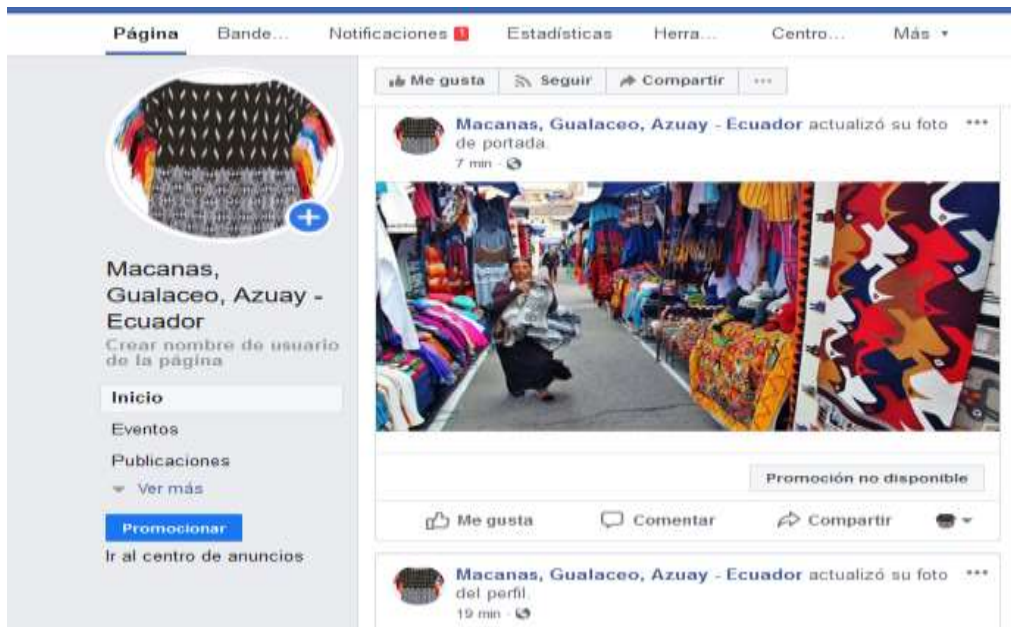 Página Bande... Notificaciones 1 Estadísticas Herra... Centro... Más
Me gusta Seguir Compartir ...
Macanas,
Gualaceo, Azuay -
Ecuador
Crear nombre de usuario
de la página
Inicio
Eventos
Publicaciones
Ver más
Promocionar
Ir al centro de anuncios
Macanas, Gualaceo, Azuay - Ecuador actualizó su foto
de portada.
7 min ·
Promoción no disponible
Me gusta Comentar Compartir
Macanas, Gualaceo, Azuay - Ecuador actualizó su foto
del perfil.
19 min ·